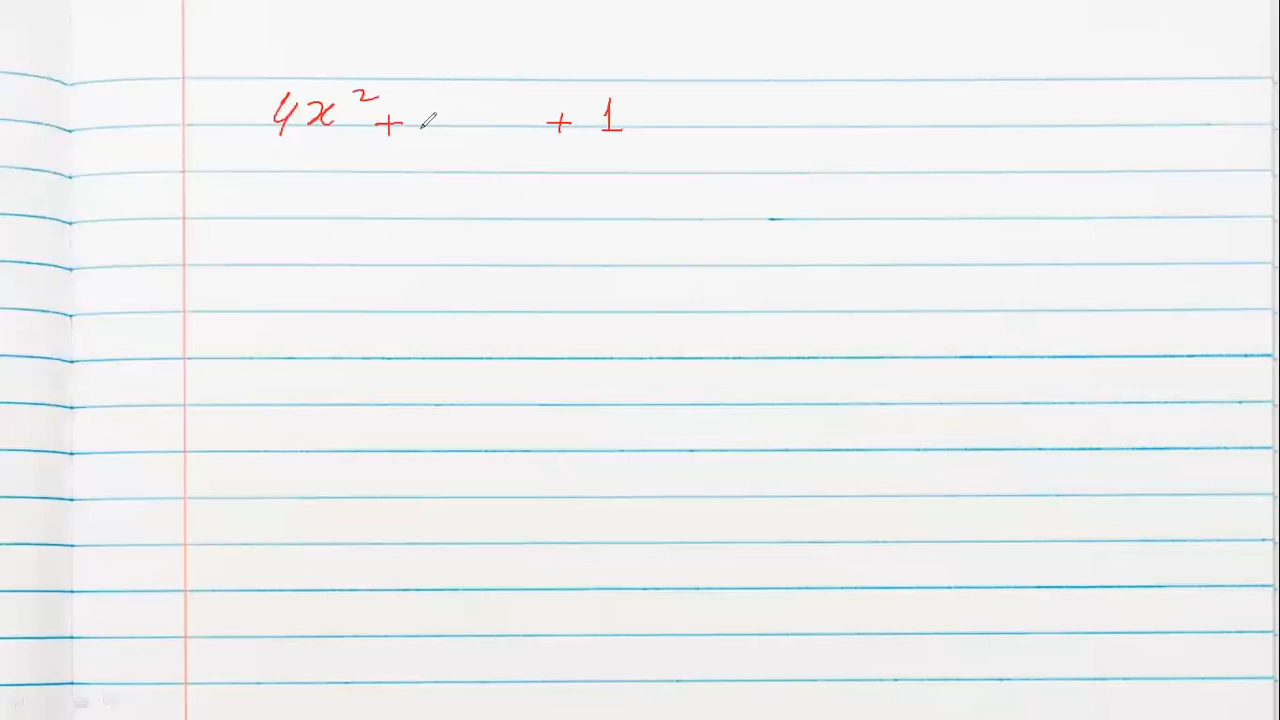 4x² + + 1